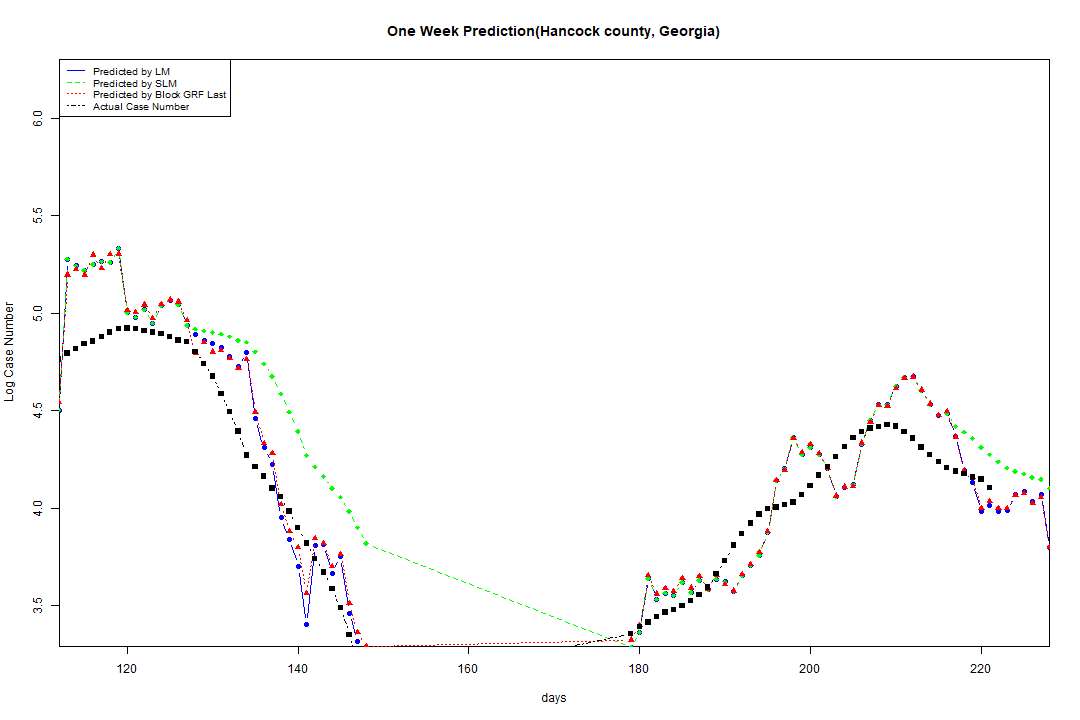 One Week Prediction(Hancock county, Georgia)
Predicted by LM
Predicted by SLM
Predicted by Block GRF Last
Actual Case Number
Log Case Number
6.0
5.5
5.0
4.5
4.0
3.5
120 140 160 180 200 220
days